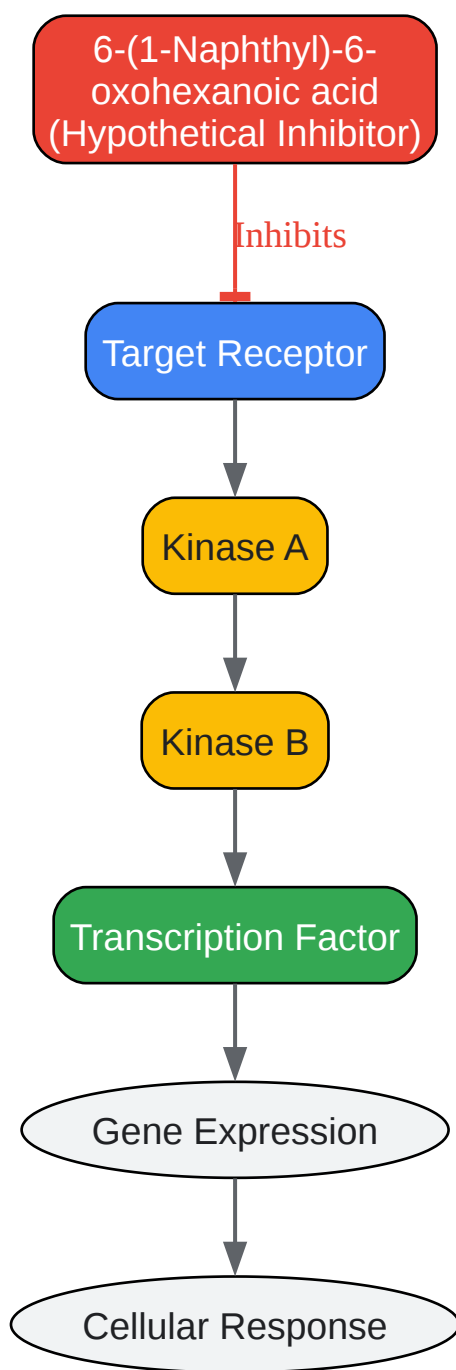 6-(1-Naphthyl)-6-
oxohexanoic acid
(Hypothetical Inhibitor)
Inhibits
Target Receptor
Kinase A
Kinase B
Transcription Factor
Gene Expression
Cellular Response